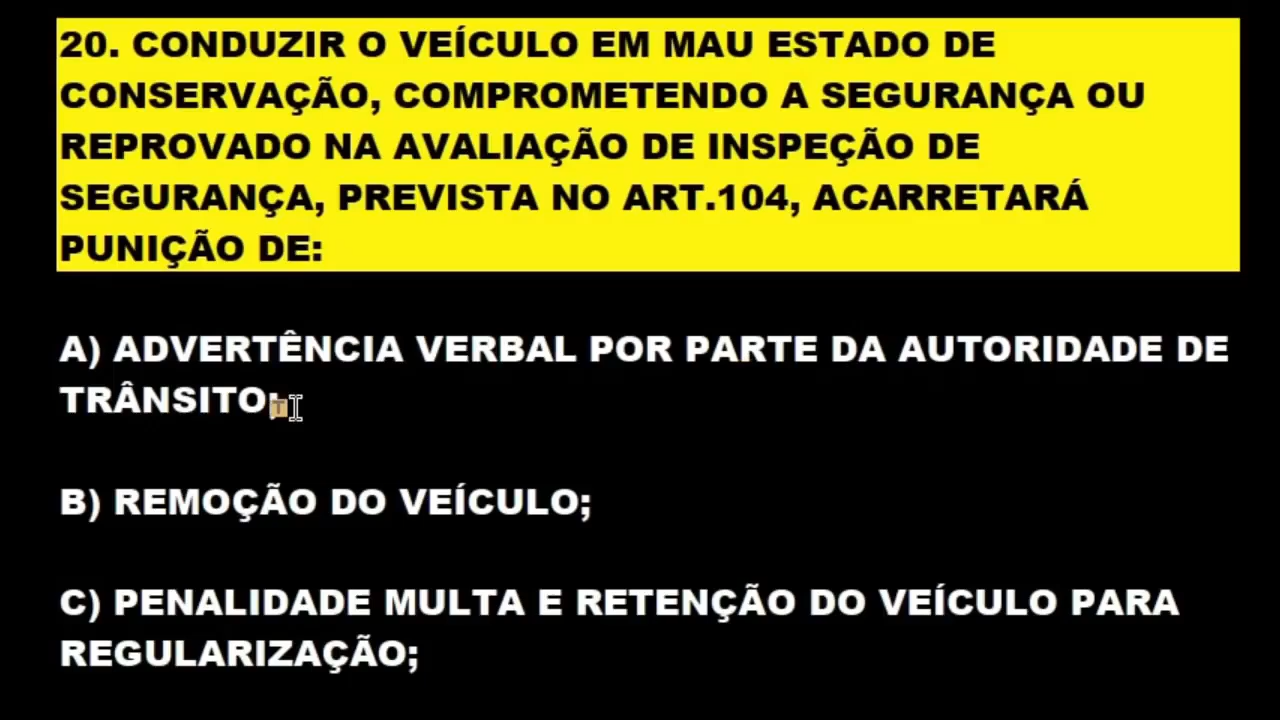 20. CONDUZIR O VEÍCULO EM MAU ESTADO DE
CONSERVAÇÃO, COMPROMETENDO A SEGURANÇA OU
REPROVADO NA AVALIAÇÃO DE INSPEÇÃO DE
SEGURANÇA, PREVISTA NO ART.104, ACARRETARÁ
PUNIÇÃO DE:
A) ADVERTÊNCIA VERBAL POR PARTE DA AUTORIDADE DE
TRÂNSITO;
B) REMOÇÃO DO VEÍCULO;
C) PENALIDADE MULTA E RETENÇÃO DO VEÍCULO PARA
REGULARIZAÇÃO;